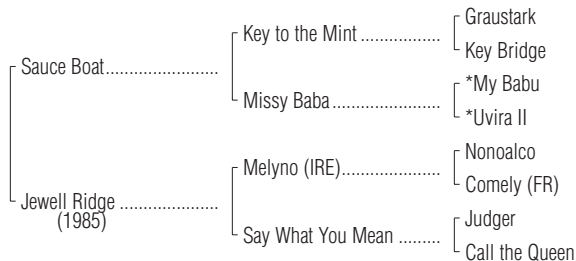 Graustark
Key to the Mint .................
Key Bridge
Sauce Boat........................
*My Babu
Missy Baba .......................
*Uvira II
Nonoalco
Melyno (IRE).....................
Comely (FR)
Jewell Ridge .....................
(1985)
Judger
Say What You Mean .........
Call the Queen